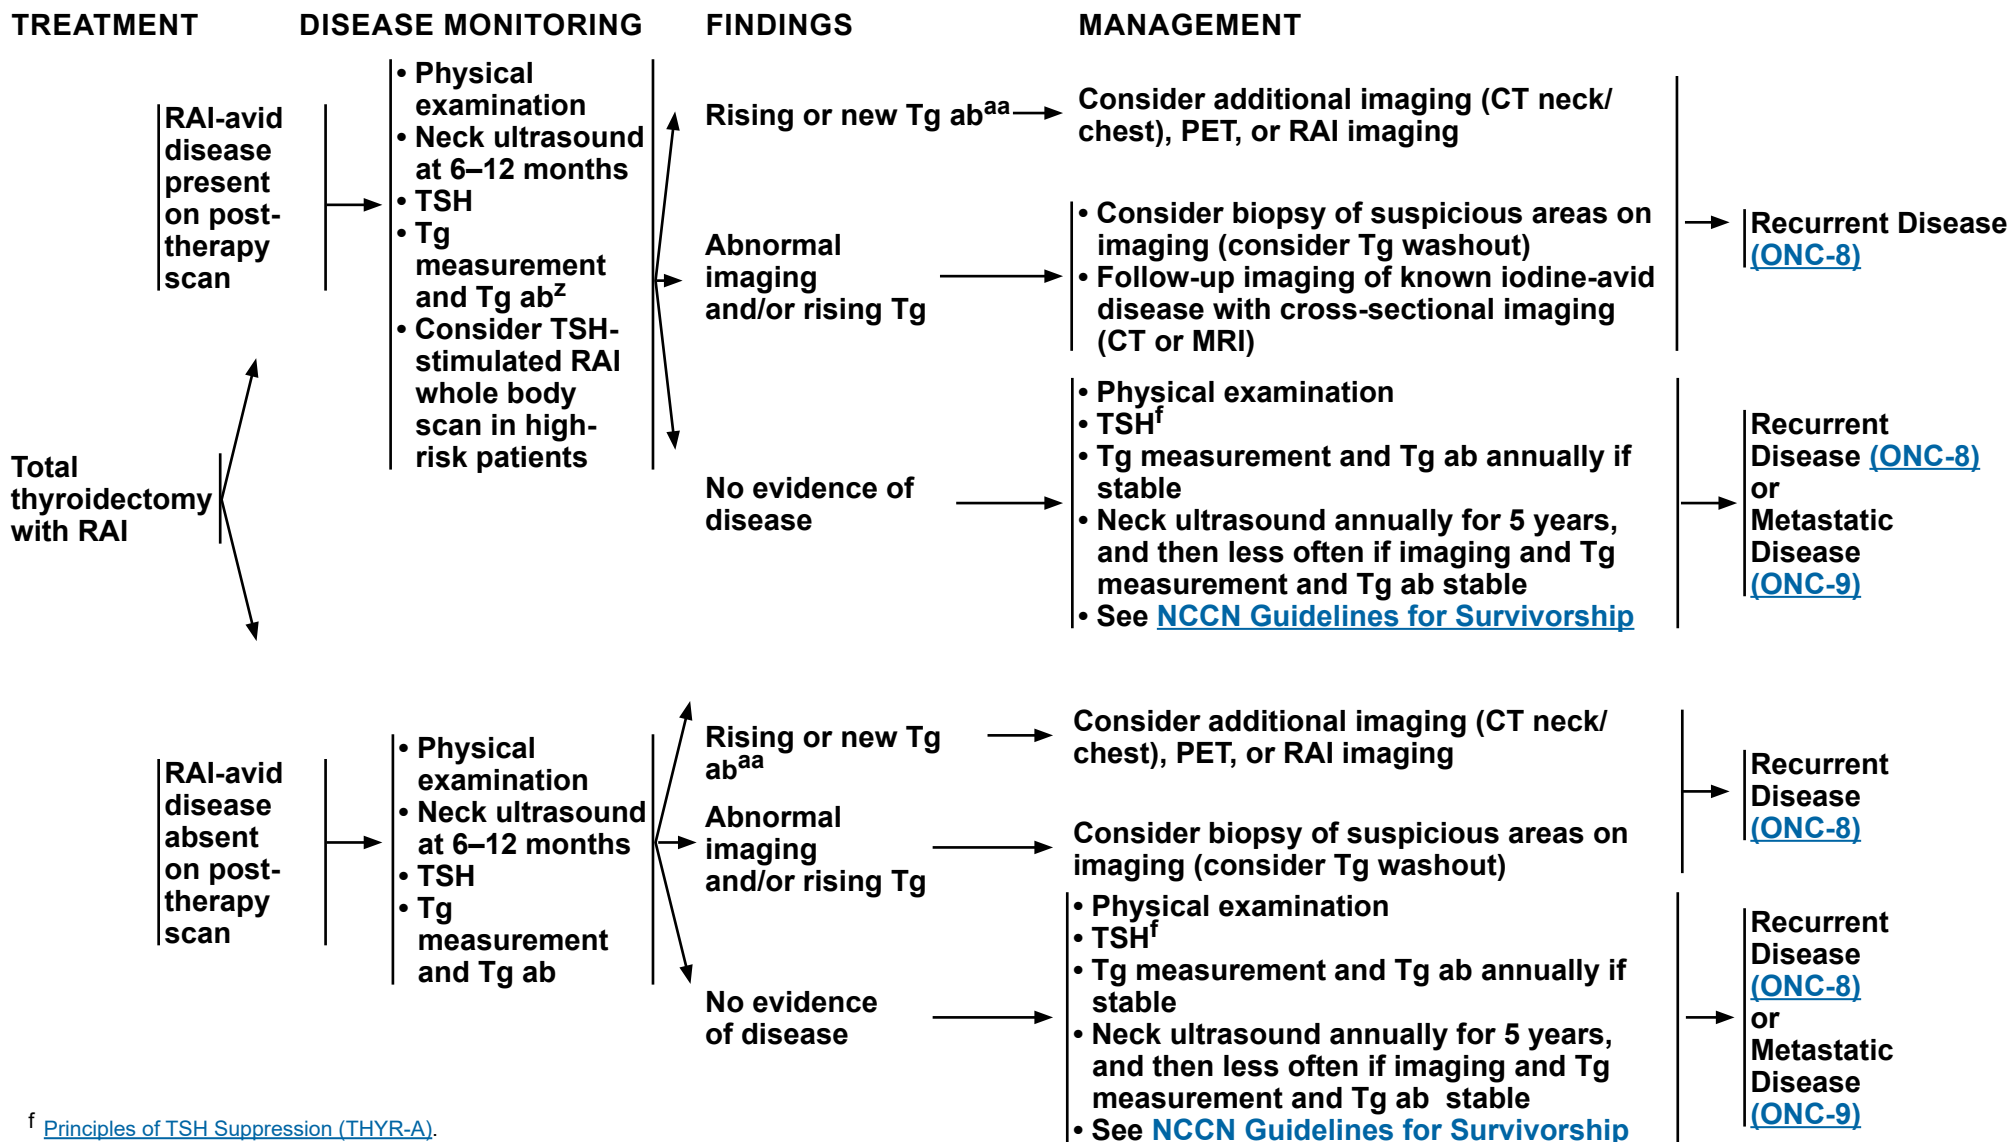 TREATMENT
DISEASE MONITORING
FINDINGS
MANAGEMENT
Total
thyroidectomy
with RAI
RAI-avid
disease
present
on post-
therapy
scan
• Physical
examination
• Neck ultrasound
at 6–12 months
• TSH
• Tg
measurement
and Tg abz
• Consider TSH-
stimulated RAI
whole body
scan in high-
risk patients
Rising or new Tg abaa
Consider additional imaging (CT neck/
chest), PET, or RAI imaging
Abnormal
imaging
and/or rising Tg
• Consider biopsy of suspicious areas on
imaging (consider Tg washout)
• Follow-up imaging of known iodine-avid
disease with cross-sectional imaging
(CT or MRI)
Recurrent Disease
(ONC-8)
No evidence of
disease
• Physical examination
• TSHf
• Tg measurement and Tg ab annually if
stable
• Neck ultrasound annually for 5 years,
and then less often if imaging and Tg
measurement and Tg ab stable
• See NCCN Guidelines for Survivorship
Recurrent
Disease (ONC-8)
or
Metastatic
Disease
(ONC-9)
RAI-avid
disease
absent
on post-
therapy
scan
• Physical
examination
• Neck ultrasound
at 6–12 months
• TSH
• Tg
measurement
and Tg ab
Rising or new Tg
abaa
Consider additional imaging (CT neck/
chest), PET, or RAI imaging
Abnormal
imaging
and/or rising Tg
Consider biopsy of suspicious areas on
imaging (consider Tg washout)
Recurrent
Disease
(ONC-8)
No evidence
of disease
• Physical examination
• TSHf
• Tg measurement and Tg ab annually if
stable
• Neck ultrasound annually for 5 years,
and then less often if imaging and Tg
measurement and Tg ab stable
• See NCCN Guidelines for Survivorship
Recurrent
Disease
(ONC-8)
or
Metastatic
Disease
(ONC-9)
f Principles of TSH Suppression (THYR-A).